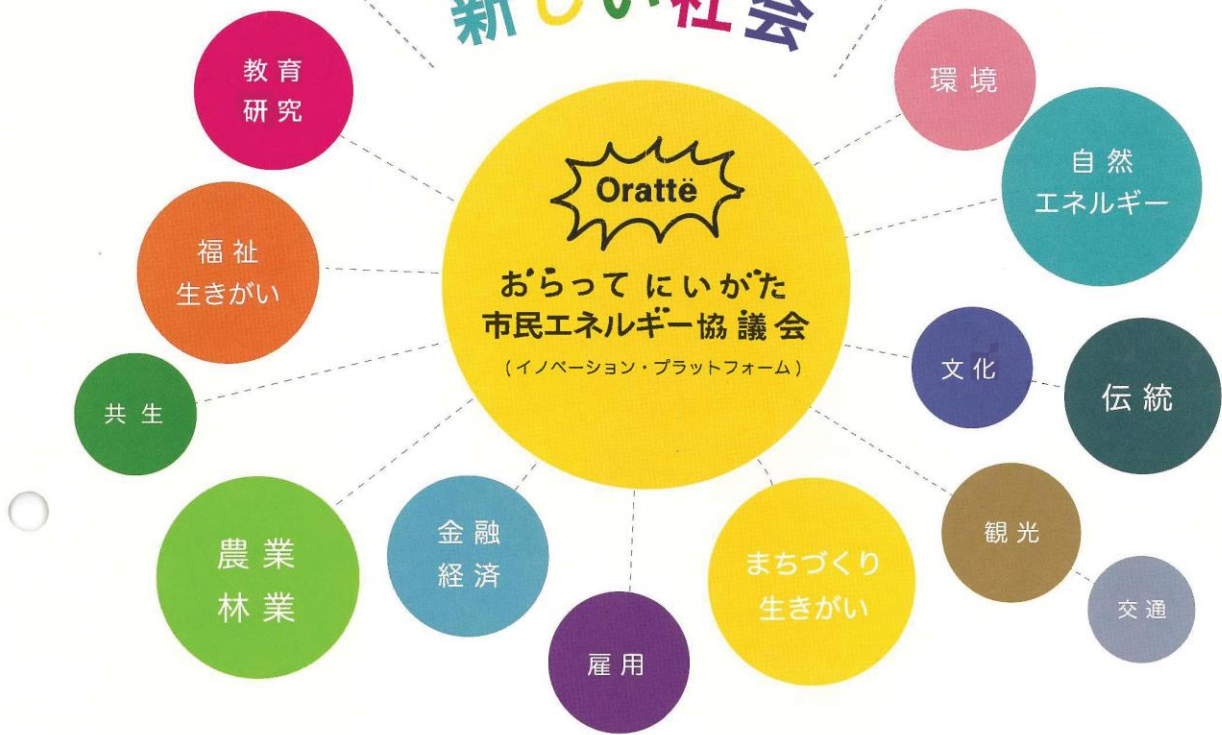 新しい社会
教育
研究
環境
自然
エネルギー
Orattë
福祉
生きがい
おらってにいがた
市民エネルギー協議会
(イノベーション・プラットフォーム)
共生
文化
伝統
農業
林業
金融
経済
雇用
まちづくり
生きがい
観光
交通